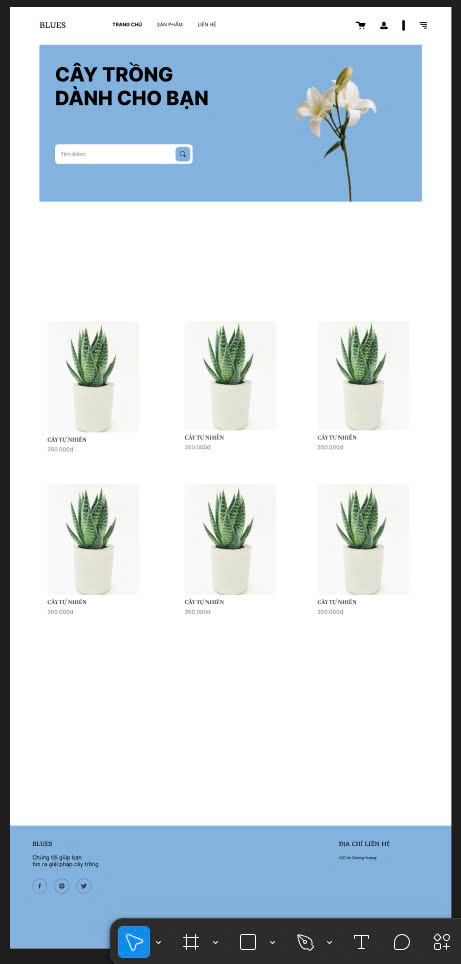 BLUES
TRANG CHỦ
SẢN PHẨM
LIÊN HỆ
CÂY TRỒNG
DÀNH CHO BẠN
Tìm kiếm
CÂY TỰ NHIÊN
350.000đ
CÂY TỰ NHIÊN
350.000đ
CÂY TỰ NHIÊN
350.000đ
CÂY TỰ NHIÊN
350.000đ
CÂY TỰ NHIÊN
350.000đ
CÂY TỰ NHIÊN
350.000đ
BLUES
Chúng tôi giúp bạn
tìm ra giải pháp cây trồng
ĐỊA CHỈ LIÊN HỆ
An Dương Vương